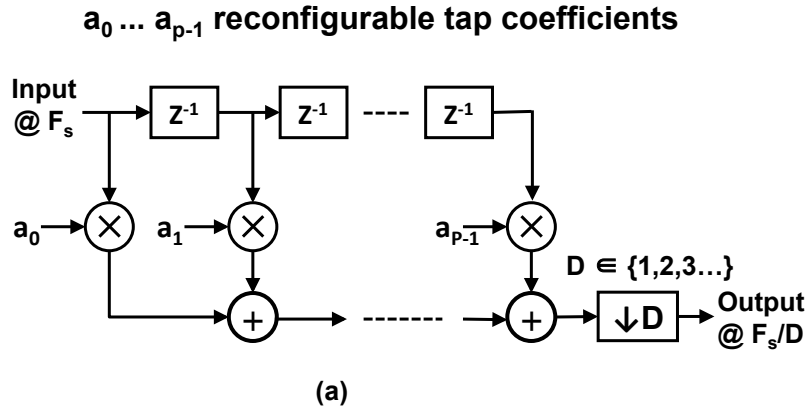 a0 ... ap-1 reconfigurable tap coefficients
Input
@ Fs
Z-1
Z-1
Z-1
a0
a1
aP-1
D ∈ {1,2,3...}
↓D
Output
@ Fs/D
(a)